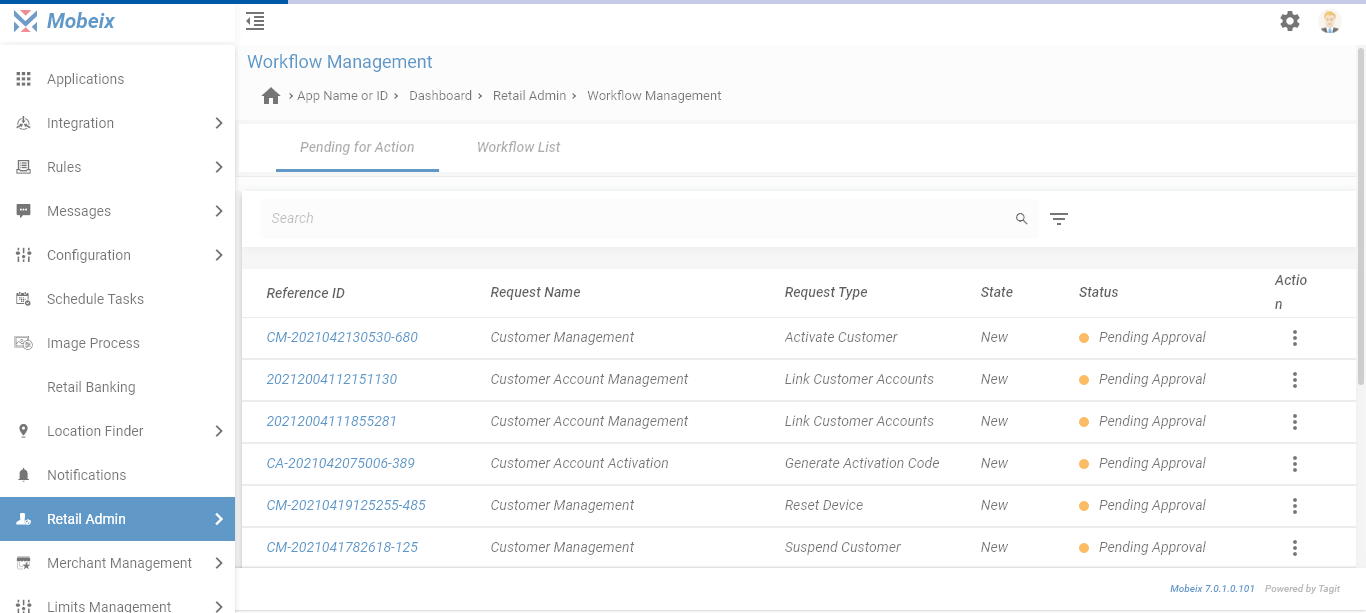 Mobeix
Applications
Integration
Rules
Messages
Configuration
Schedule Tasks
Image Process
Retail Banking
Location Finder
Notifications
Retail Admin
Merchant Management
Limits Management
Workflow Management
App Name or ID Dashboard Retail Admin Workflow Management
Pending for Action Workflow List
Search
Reference ID Request Name Request Type State Status Actio
n
CM-2021042130530-680 Customer Management Activate Customer New Pending Approval
20212004112151130 Customer Account Management Link Customer Accounts New Pending Approval
20212004111855281 Customer Account Management Link Customer Accounts New Pending Approval
CA-2021042075006-389 Customer Account Activation Generate Activation Code New Pending Approval
CM-20210419125255-485 Customer Management Reset Device New Pending Approval
CM-2021041782618-125 Customer Management Suspend Customer New Pending Approval
Mobeix 7.0.1.0.101 Powered by Tagit